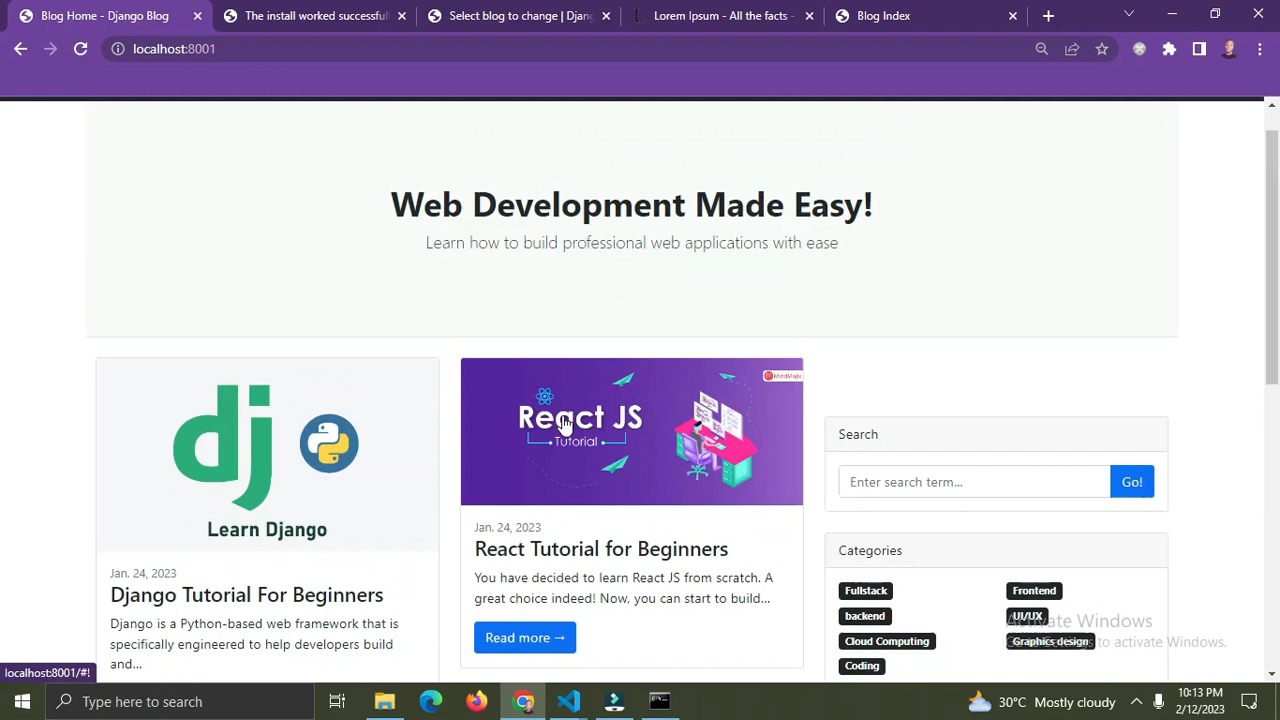 Blog Home - Django Blog
The install worked successful
Select blog to change | Djan
Lorem Ipsum - All the facts -
Blog Index
localhost:8001
Web Development Made Easy!
Learn how to build professional web applications with ease
dj
Learn Django
Jan. 24, 2023
Django Tutorial For Beginners
Django is a Python-based web framework that is
specifically engineered to help developers build
and...
MindMajix
React JS
Tutorial
Jan. 24, 2023
React Tutorial for Beginners
You have decided to learn React JS from scratch. A
great choice indeed! Now, you can start to build...
Read more →
Search
Enter search term...
Go!
Categories
Fullstack
Frontend
backend
UI/UX
Cloud Computing
Graphics design
Coding
Activate Windows
Go to Settings to activate Windows.
localhost:8001/#!
Type here to search
30°C Mostly cloudy
10:13 PM
2/12/2023